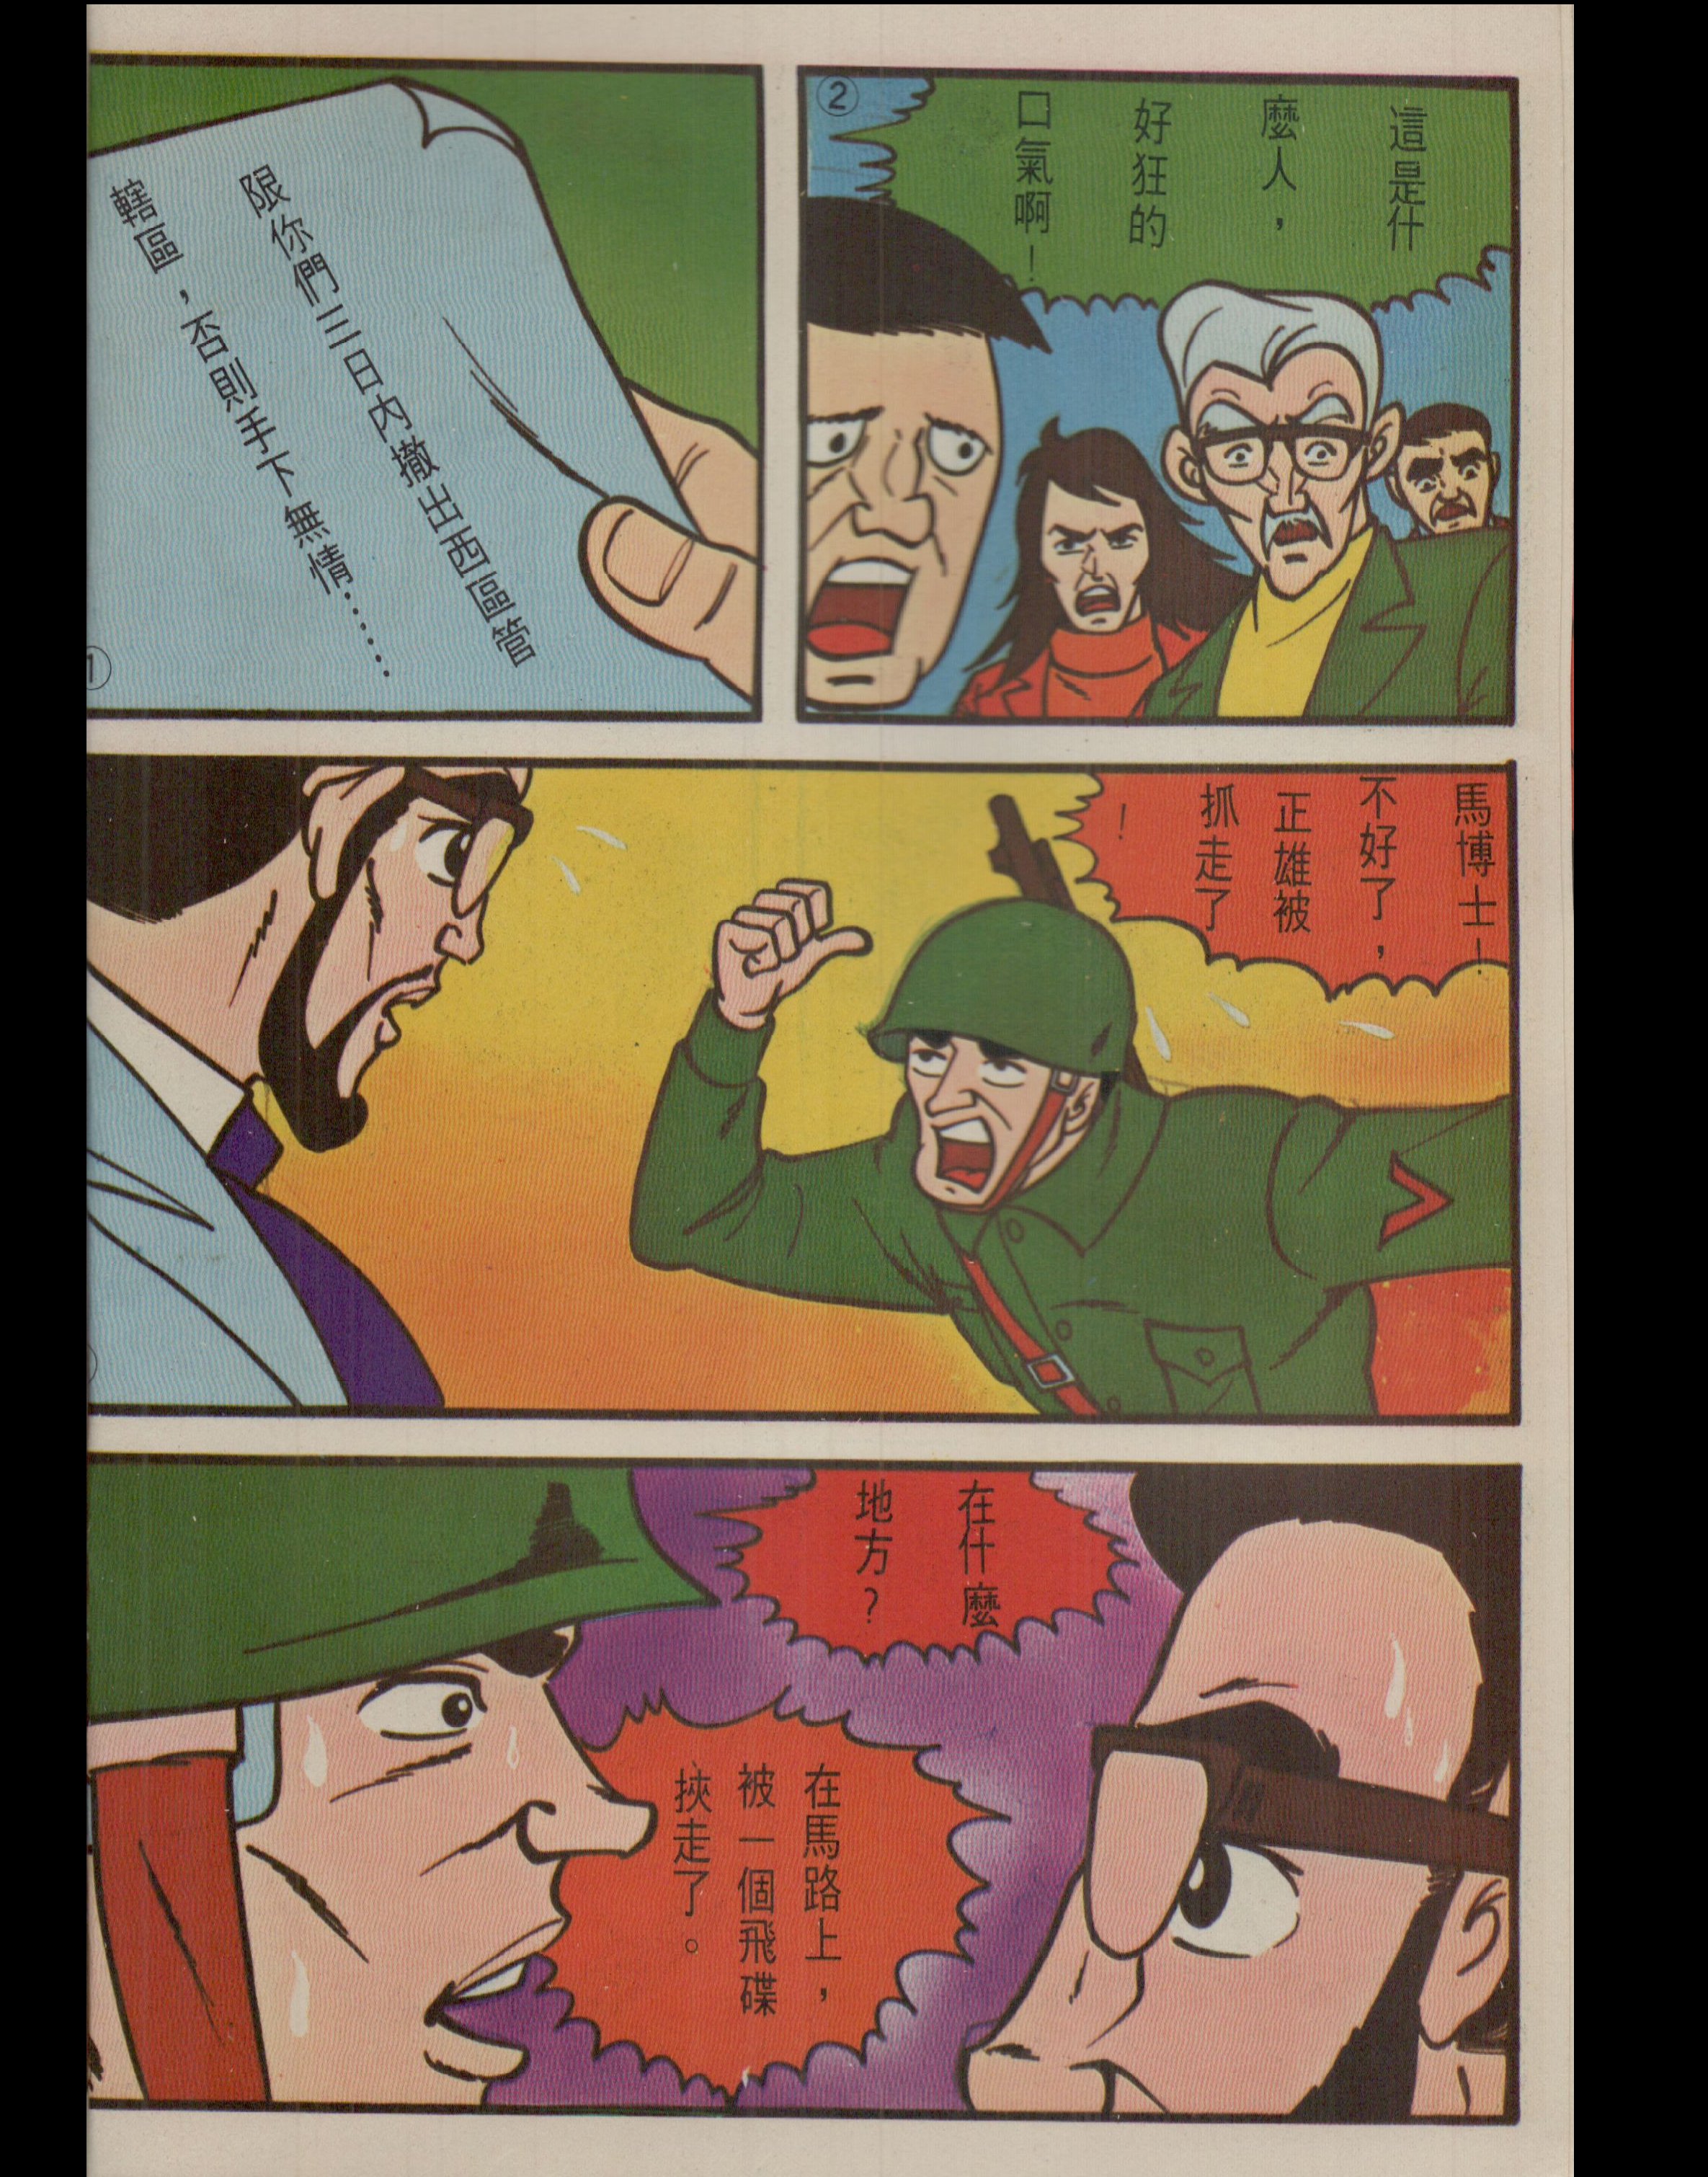 限你們三日內撤出西區管
轄區，否則手下無情……
1
2
這是什
麼人，
好狂的
口氣啊！
馬博士！
不好了，
正雄被
抓走了
！
在什麼
地方？
在馬路上，
被一個飛碟
挾走了。